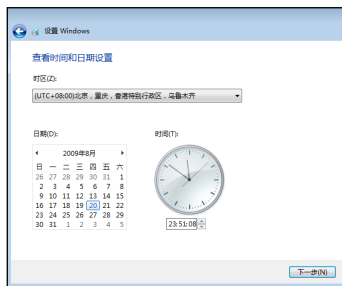 设置 Windows
查看时间和日期设置
时区(Z):
(UTC+08:00)北京，重庆，香港特别行政区，乌鲁木齐
日期(D):
2009年8月
日 一 二 三 四 五 六
26 27 28 29 30 31 1
2 3 4 5 6 7 8
9 10 11 12 13 14 15
16 17 18 19 20 21 22
23 24 25 26 27 28 29
30 31 1 2 3 4 5
时间(T):
23:51:08
下一步(N)